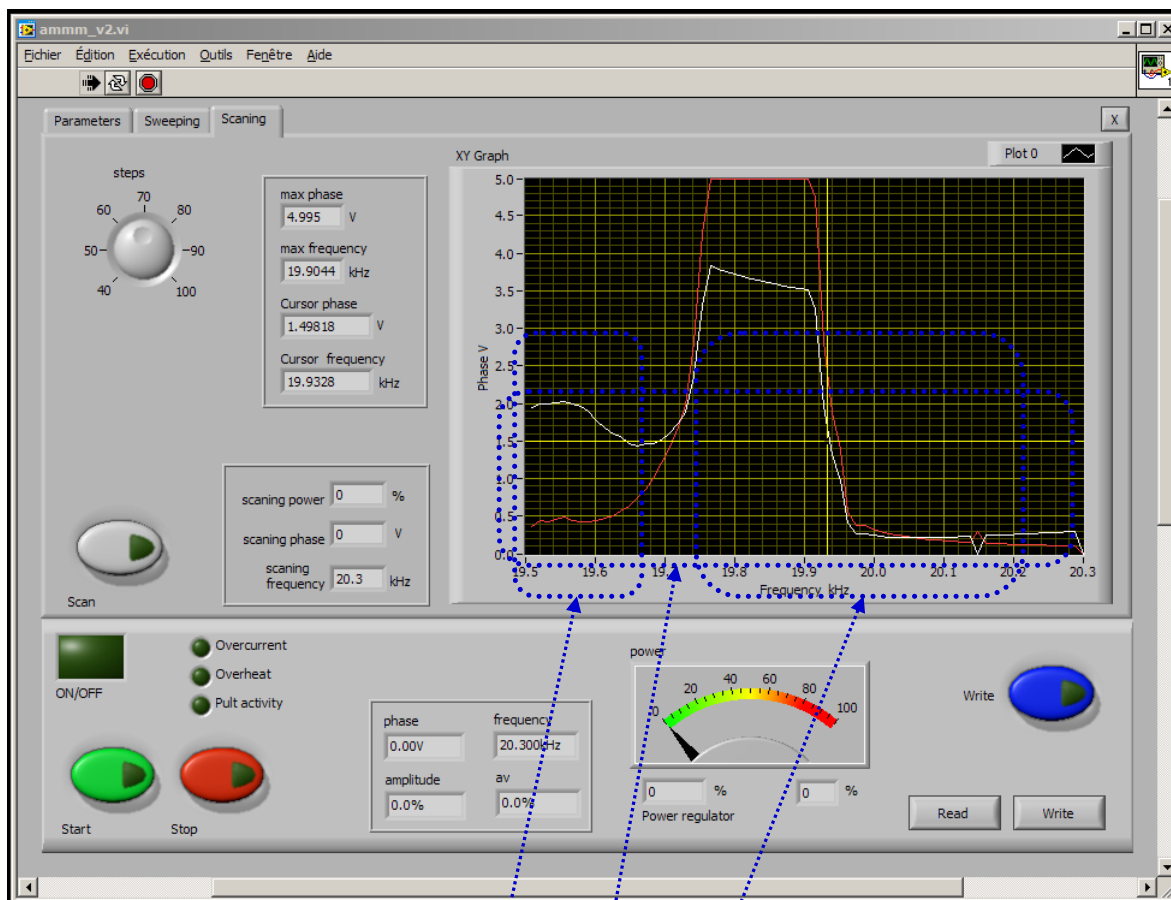 ammm_v2.vi
Fichier Édition Exécution Outils Fenêtre Aide
Parameters Sweeping Scaning X
steps
70
60 80
50 90
40 100
max phase
4.995 V
max frequency
19.9044 kHz
Cursor phase
1.49818 V
Cursor frequency
19.9328 kHz
XY Graph
Plot 0
5.0
4.5
4.0
3.5
3.0
2.5
2.0
1.5
1.0
0.5
0.0
Phase V
19.5 19.6 19.7 19.8 19.9 20.0 20.1 20.2 20.3
Frequency kHz
scaning power 0 %
scaning phase 0 V
scaning
frequency 20.3 kHz
Scan
ON/OFF
Overcurrent
Overheat
Pult activity
Start Stop
phase frequency
0.00V 20.300kHz
amplitude av
0.0% 0.0%
power
0 20 40 60 80 100
0 % 0 %
Power regulator
Write
Read Write